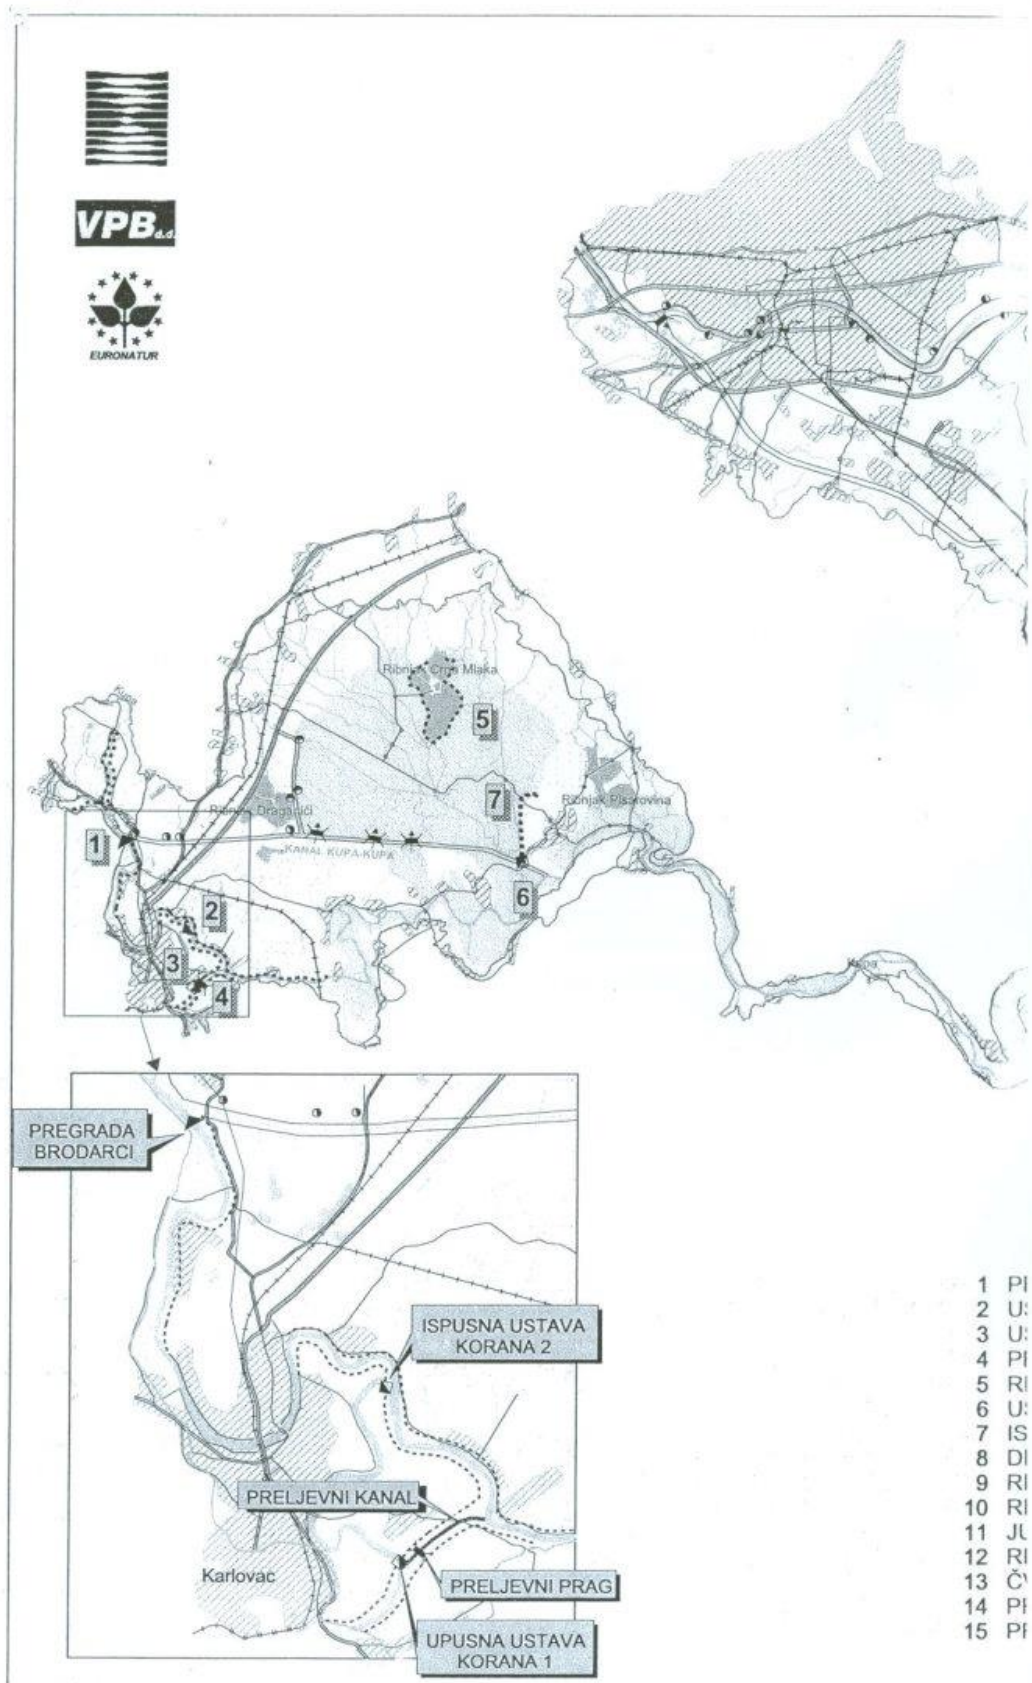 VPB d.d.
EURONATUR
Ribnjak Crna Mlaka
5
Kupa
7
Ribnjak Pisarovina
Ribnjak Draganići
1
KANAL KUPA-KUPA
6
2
3
4
Kupa
PREGRADA
BRODARCI
ISPUSNA USTAVA
KORANA 2
PRELJEVNI KANAL
Karlovac
PRELJEVNI PRAG
UPUSNA USTAVA
KORANA 1
1
2
3
4
5
6
7 IS
8
9
10
11
12
13
14
15